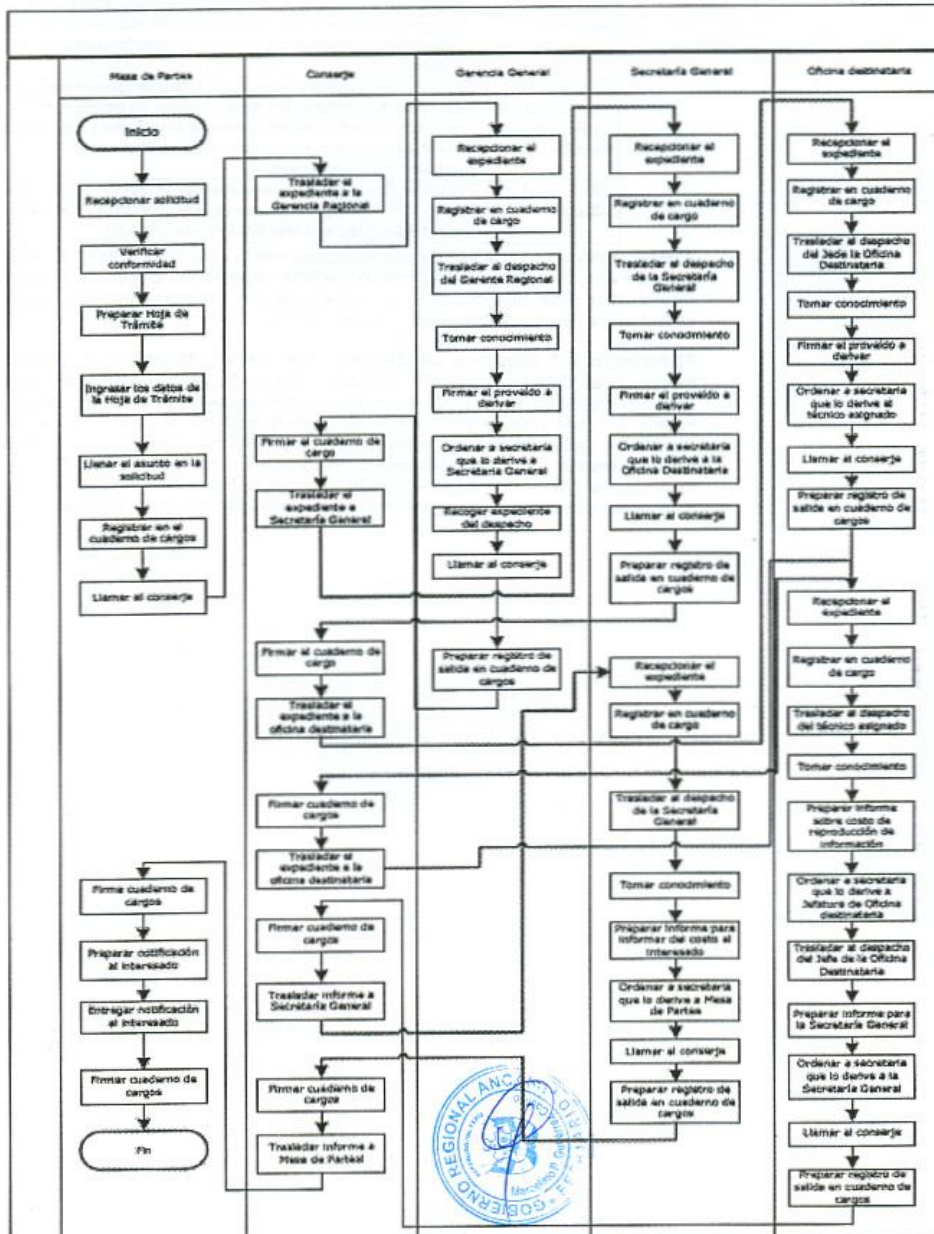 Mesa de Partes
Conserje
Gerencia General
Secretaría General
Oficina destinataria
Inicio
Recepcionar solicitud
Verificar
conformidad
Preparar Hoja de
Trámite
Ingresar los datos de
la Hoja de Trámite
Llenar el asunto en la
solicitud
Registrar en el
cuaderno de cargos
Llamar al conserje
Firma cuaderno de
cargos
Preparar notificación
al interesado
Entregar notificación
al interesado
Firmar cuaderno de
cargos
Fin
Trasladar el
expediente a la
Gerencia Regional
Firmar el cuaderno de
cargo
Trasladar el
expediente a
Secretaría General
Firmar el cuaderno de
cargo
Trasladar el
expediente a la
oficina destinataria
Firmar cuaderno de
cargos
Trasladar el
expediente a la
oficina destinataria
Firmar cuaderno de
cargos
Trasladar informe a
Secretaría General
Firmar cuaderno de
cargos
Trasladar informe a
Mesa de Partes
Recepcionar el
expediente
Registrar en cuaderno
de cargo
Trasladar al despacho
del Gerente Regional
Tomar conocimiento
Firmar el proveído a
derivar
Ordenar a secretaria
que lo derive a
Secretaría General
Recoger expediente
del despacho
Llamar al conserje
Preparar registro de
salida en cuaderno de
cargos
Recepcionar el
expediente
Registrar en cuaderno
de cargo
Trasladar al despacho
de la Secretaría
General
Tomar conocimiento
Firmar el proveído a
derivar
Ordenar a secretaria
que lo derive a la
Oficina Destinataria
Llamar al conserje
Preparar registro de
salida en cuaderno de
cargos
Recepcionar el
expediente
Registrar en cuaderno
de cargo
Trasladar al despacho
de la Secretaría
General
Tomar conocimiento
Preparar informe para
informar del costo al
interesado
Ordenar a secretaria
que lo derive a Mesa
de Partes
Llamar al conserje
Preparar registro de
salida en cuaderno de
cargos
Recepcionar el
expediente
Registrar en cuaderno
de cargo
Trasladar al despacho
del Jede la Oficina
Destinataria
Tomar conocimiento
Firmar el proveído a
derivar
Ordenar a secretaria
que lo derive al
técnico asignado
Llamar al conserje
Preparar registro de
salida en cuaderno de
cargos
Recepcionar el
expediente
Registrar en cuaderno
de cargo
Trasladar al despacho
del técnico asignado
Tomar conocimiento
Preparar informe
sobre costo de
reproducción de
información
Ordenar a secretaria
que lo derive a
Jefatura de Oficina
destinataria
Trasladar al despacho
del Jefe de la Oficina
Destinataria
Preparar informe para
la Secretaría General
Ordenar a secretaria
que lo derive a la
Secretaría General
Llamar al conserje
Preparar registro de
salida en cuaderno de
cargos
GOBIERNO REGIONAL
Marcelino P.